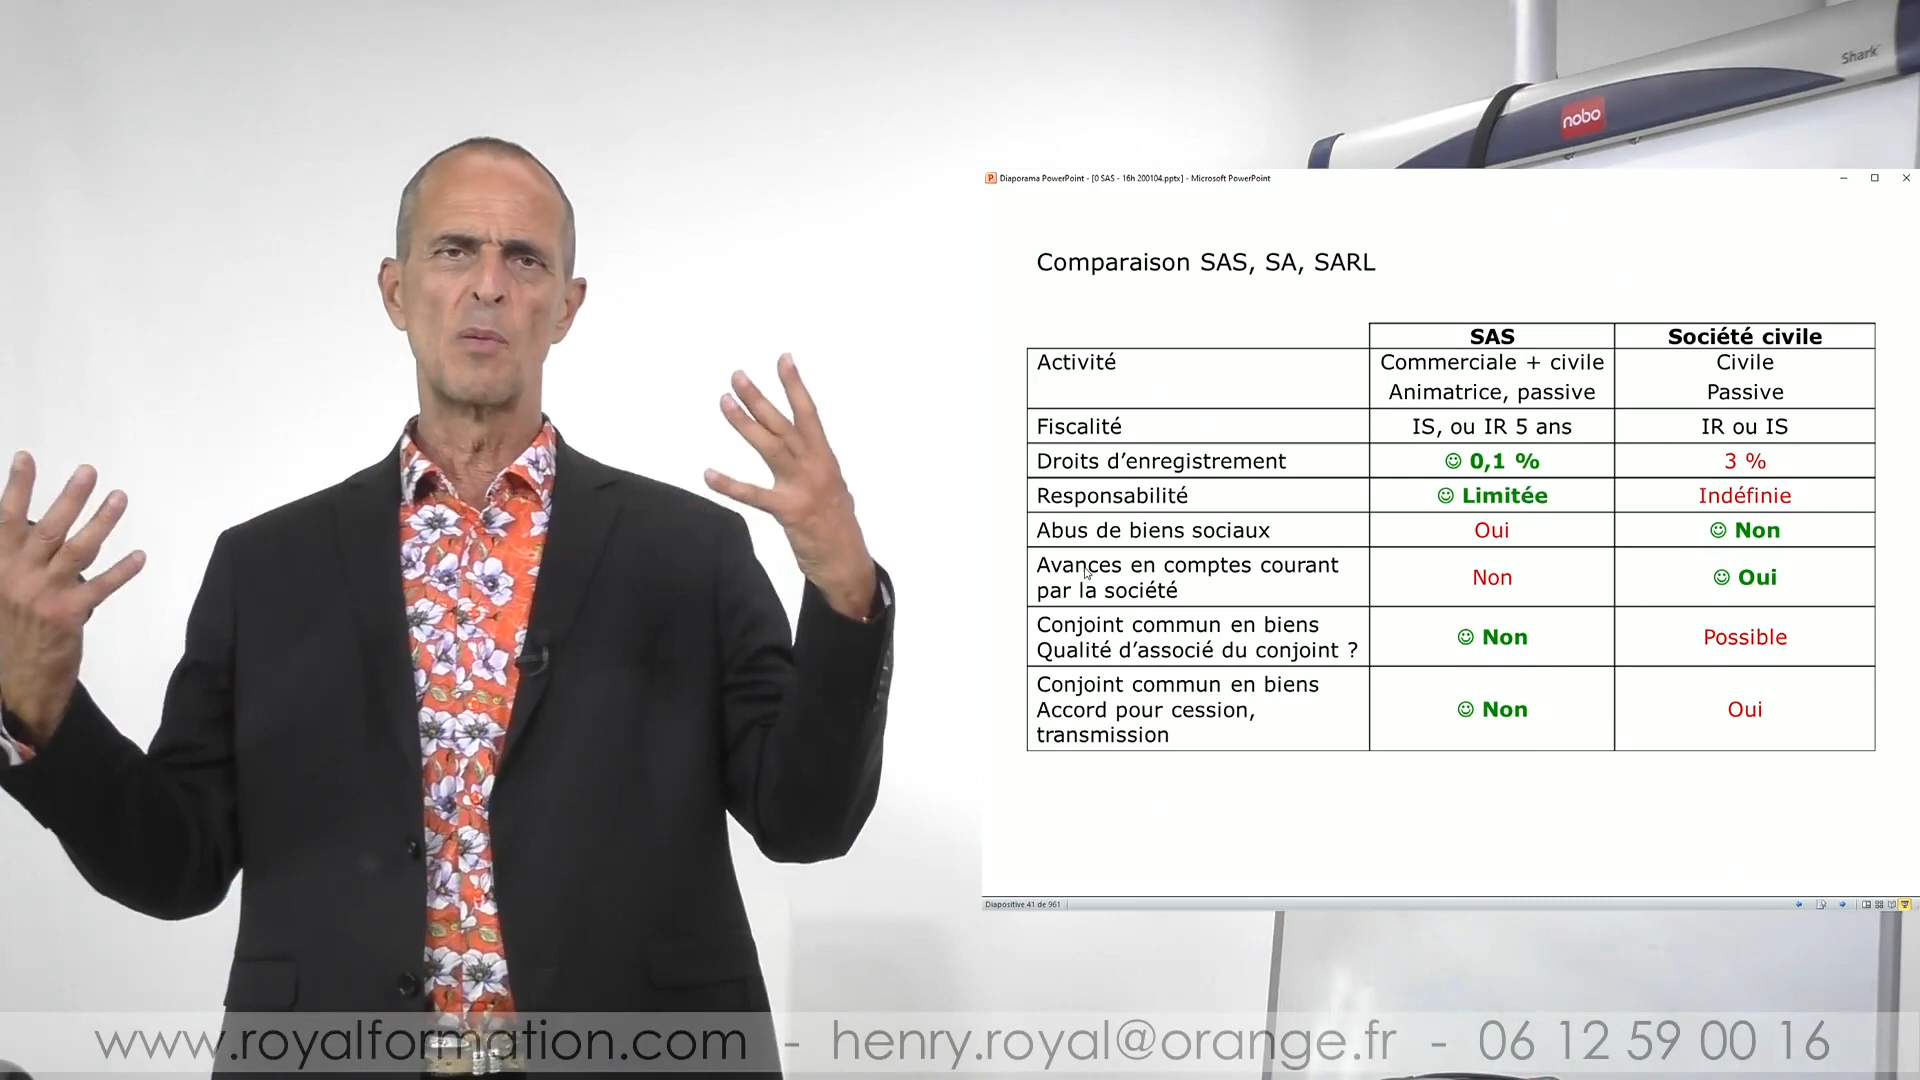 Shark
nobo
Diaporama PowerPoint - [0 SAS - 16h 200104.pptx] - Microsoft PowerPoint
Comparaison SAS, SA, SARL
SAS
Société civile
Activité
Commerciale + civile
Animatrice, passive
Civile
Passive
Fiscalité
IS, ou IR 5 ans
IR ou IS
Droits d’enregistrement
☺ 0,1 %
3 %
Responsabilité
☺ Limitée
Indéfinie
Abus de biens sociaux
Oui
☺ Non
Avances en comptes courant
par la société
Non
☺ Oui
Conjoint commun en biens
Qualité d’associé du conjoint ?
☺ Non
Possible
Conjoint commun en biens
Accord pour cession,
transmission
☺ Non
Oui
Diapositive 41 de 961
www.royalformation.com - henry.royal@orange.fr - 06 12 59 00 16